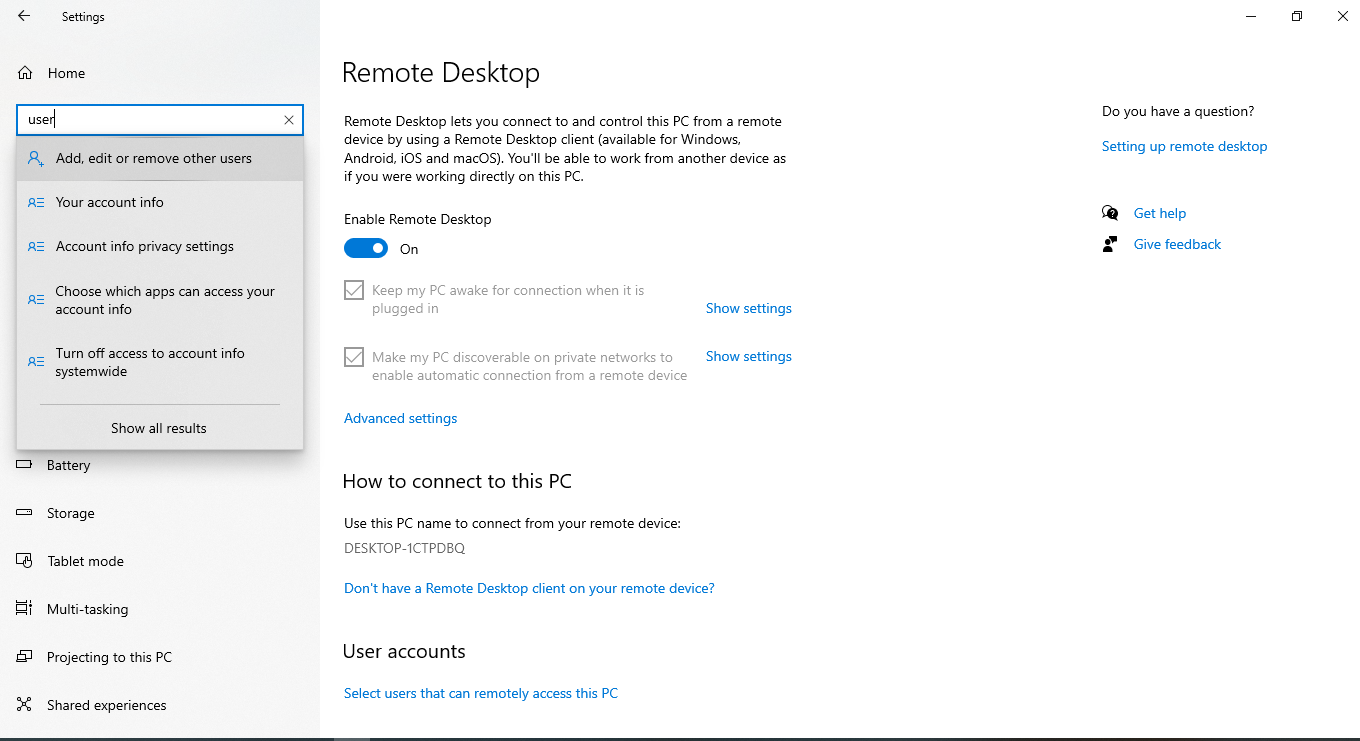 Settings
Home
user
Add, edit or remove other users
Your account info
Account info privacy settings
Choose which apps can access your
account info
Turn off access to account info
systemwide
Show all results
Battery
Storage
Tablet mode
Multi-tasking
Projecting to this PC
Shared experiences
Remote Desktop
Remote Desktop lets you connect to and control this PC from a remote
device by using a Remote Desktop client (available for Windows,
Android, iOS and macOS). You'll be able to work from another device as
if you were working directly on this PC.
Enable Remote Desktop
On
Keep my PC awake for connection when it is
plugged in
Show settings
Make my PC discoverable on private networks to
enable automatic connection from a remote device
Show settings
Advanced settings
How to connect to this PC
Use this PC name to connect from your remote device:
DESKTOP-1CTPDBQ
Don't have a Remote Desktop client on your remote device?
User accounts
Select users that can remotely access this PC
Do you have a question?
Setting up remote desktop
Get help
Give feedback